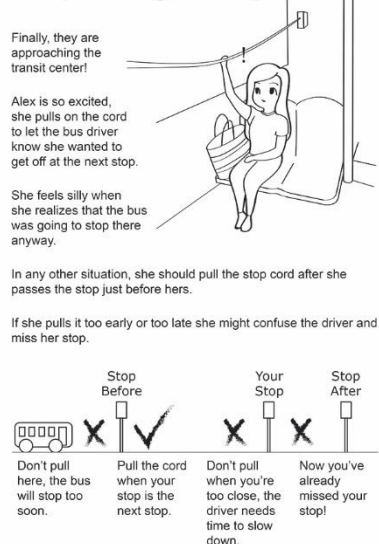 Finally, they are
approaching the
transit center!
!
Alex is so excited,
she pulls on the cord
to let the bus driver
know she wanted to
get off at the next stop.
She feels silly when
she realizes that the bus
was going to stop there
anyway.
In any other situation, she should pull the stop cord after she
passes the stop just before hers.
If she pulls it too early or too late she might confuse the driver and
miss her stop.
Stop
Before
Your
Stop
Stop
After
Don't pull
here, the bus
will stop too
soon.
Pull the cord
when your
stop is the
next stop.
Don't pull
when you're
too close, the
driver needs
time to slow
down.
Now you've
already
missed your
stop!